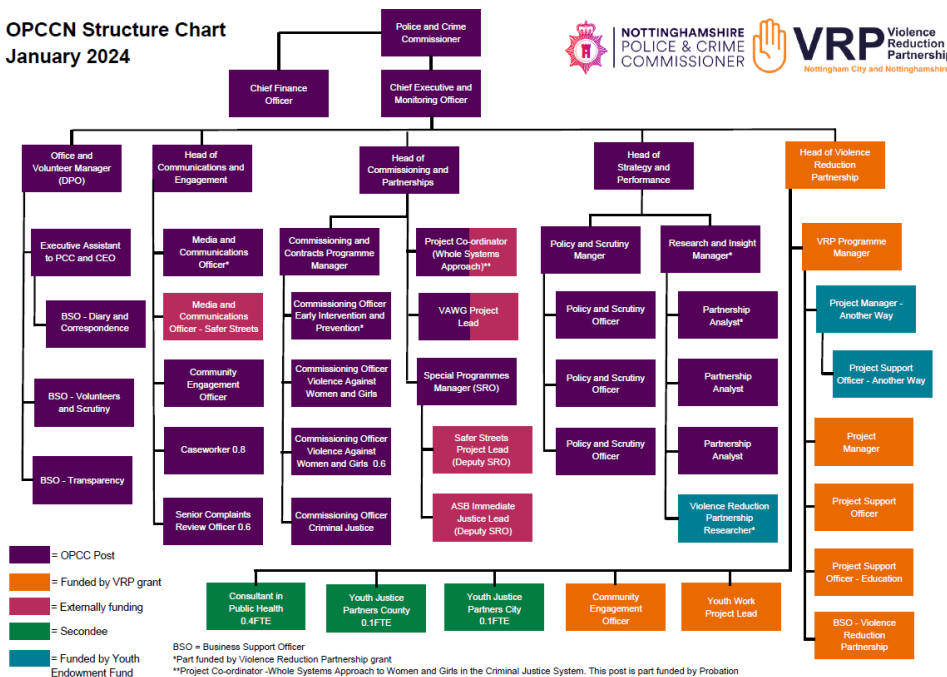 OPCCN Structure Chart
January 2024
NOTTINGHAMSHIRE
POLICE & CRIME
COMMISSIONER
VRP
Violence
Reduction
Partnership
Nottingham City and Nottinghamshire
Police and Crime
Commissioner
Chief Finance
Officer
Chief Executive and
Monitoring Officer
Office and
Volunteer Manager
(DPO)
Head of
Communications and
Engagement
Head of
Commissioning and
Partnerships
Head of
Strategy and
Performance
Head of Violence
Reduction
Partnership
Executive Assistant
to PCC and CEO
BSO - Diary and
Correspondence
BSO - Volunteers
and Scrutiny
BSO - Transparency
Media and
Communications
Officer*
Media and
Communications
Officer - Safer Streets
Community
Engagement
Officer
Caseworker 0.8
Senior Complaints
Review Officer 0.6
Commissioning and
Contracts Programme
Manager
Commissioning Officer
Early Intervention and
Prevention*
Commissioning Officer
Violence Against
Women and Girls
Commissioning Officer
Violence Against
Women and Girls 0.6
Commissioning Officer
Criminal Justice
Project Co-ordinator
(Whole Systems
Approach)**
VAWG Project
Lead
Special Programmes
Manager (SRO)
Safer Streets
Project Lead
(Deputy SRO)
ASB Immediate
Justice Lead
(Deputy SRO)
Policy and Scrutiny
Manger
Policy and Scrutiny
Officer
Policy and Scrutiny
Officer
Policy and Scrutiny
Officer
Research and Insight
Manager*
Partnership
Analyst*
Partnership
Analyst
Partnership
Analyst
Violence Reduction
Partnership
Researcher*
VRP Programme
Manager
Project Manager -
Another Way
Project Support
Officer - Another Way
Project
Manager
Project Support
Officer
Project Support
Officer - Education
BSO - Violence
Reduction
Partnership
Consultant in
Public Health
0.4FTE
Youth Justice
Partners County
0.1FTE
Youth Justice
Partners City
0.1FTE
Community
Engagement
Officer
Youth Work
Project Lead
= OPCC Post
= Funded by VRP grant
= Externally funding
= Secondee
= Funded by Youth
Endowment Fund
BSO = Business Support Officer
*Part funded by Violence Reduction Partnership grant
**Project Co-ordinator -Whole Systems Approach to Women and Girls in the Criminal Justice System. This post is part funded by Probation